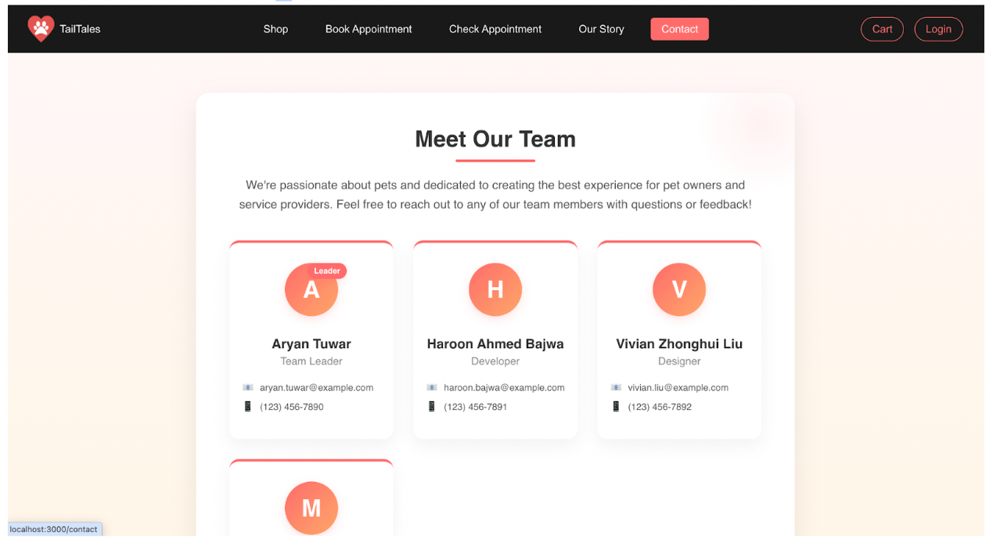 TailTales
Shop
Book Appointment
Check Appointment
Our Story
Contact
Cart
Login
Meet Our Team
We're passionate about pets and dedicated to creating the best experience for pet owners and
service providers. Feel free to reach out to any of our team members with questions or feedback!
Leader
A
Aryan Tuwar
Team Leader
aryan.tuwar@example.com
(123) 456-7890
H
Haroon Ahmed Bajwa
Developer
haroon.bajwa@example.com
(123) 456-7891
V
Vivian Zhonghui Liu
Designer
vivian.liu@example.com
(123) 456-7892
M
localhost:3000/contact